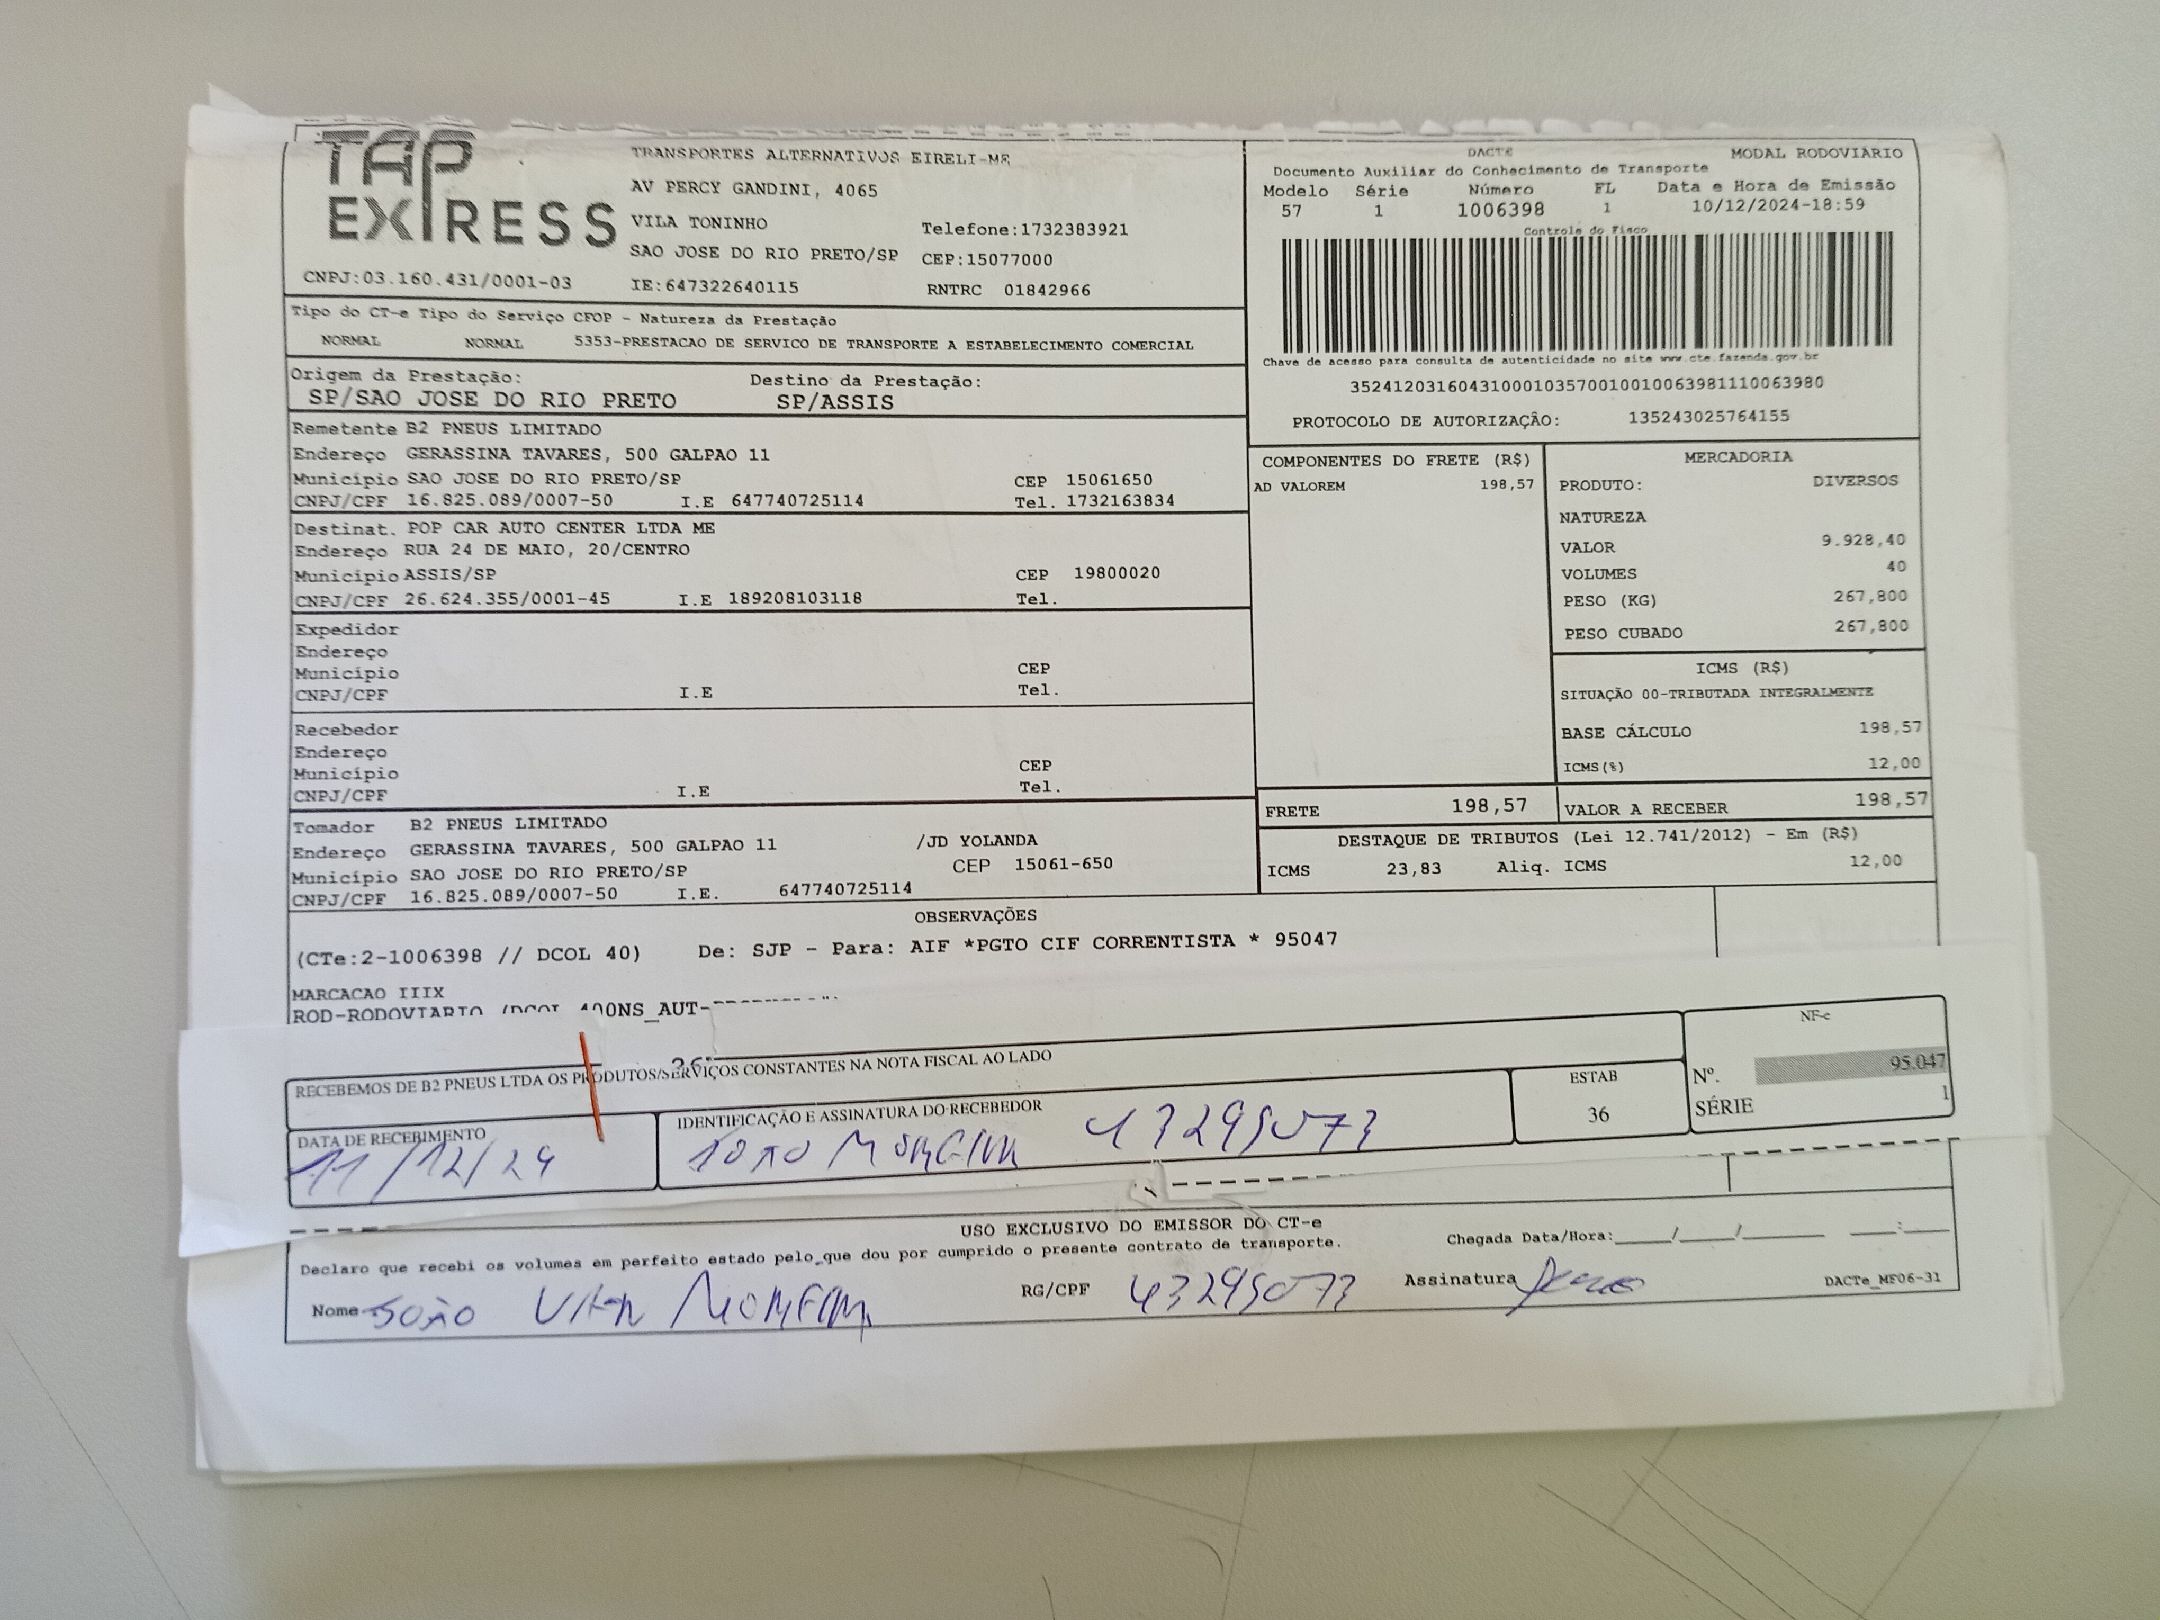 TAP
EXPRESS
CNPJ:03.160.431/0001-03
TRANSPORTES ALTERNATIVOS EIRELI-ME
AV PERCY GANDINI, 4065
VILA TONINHO Telefone:1732383921
SAO JOSE DO RIO PRETO/SP CEP:15077000
IE:647322640115 RNTRC 01842966
DACTE MODAL RODOVIÁRIO
Documento Auxiliar do Conhecimento de Transporte
Modelo Série Número FL Data e Hora de Emissão
57 1 1006398 1 10/12/2024-18:59
Controle do Fisco
Chave de acesso para consulta de autenticidade no site www.cte.fazenda.gov.br
35241203160431000103570010010063981110063980
PROTOCOLO DE AUTORIZAÇÃO: 135243025764155
Tipo do CT-e Tipo do Serviço CFOP - Natureza da Prestação
NORMAL NORMAL 5353-PRESTACAO DE SERVICO DE TRANSPORTE A ESTABELECIMENTO COMERCIAL
Origem da Prestação: Destino da Prestação:
SP/SAO JOSE DO RIO PRETO SP/ASSIS
Remetente B2 PNEUS LIMITADO
Endereço GERASSINA TAVARES, 500 GALPAO 11
Município SAO JOSE DO RIO PRETO/SP CEP 15061650
CNPJ/CPF 16.825.089/0007-50 I.E 647740725114 Tel. 1732163834
Destinat. POP CAR AUTO CENTER LTDA ME
Endereço RUA 24 DE MAIO, 20/CENTRO
Município ASSIS/SP CEP 19800020
CNPJ/CPF 26.624.355/0001-45 I.E 189208103118 Tel.
Expedidor
Endereço
Município CEP
CNPJ/CPF I.E Tel.
Recebedor
Endereço
Município CEP
CNPJ/CPF I.E Tel.
Tomador B2 PNEUS LIMITADO
Endereço GERASSINA TAVARES, 500 GALPAO 11 /JD YOLANDA
Município SAO JOSE DO RIO PRETO/SP CEP 15061-650
CNPJ/CPF 16.825.089/0007-50 I.E. 647740725114
COMPONENTES DO FRETE (R$)
AD VALOREM 198,57
MERCADORIA
PRODUTO: DIVERSOS
NATUREZA
VALOR 9.928,40
VOLUMES 40
PESO (KG) 267,800
PESO CUBADO 267,800
ICMS (R$)
SITUAÇÃO 00-TRIBUTADA INTEGRALMENTE
BASE CÁLCULO 198,57
ICMS(%) 12,00
FRETE 198,57 VALOR A RECEBER 198,57
DESTAQUE DE TRIBUTOS (Lei 12.741/2012) - Em (R$)
ICMS 23,83 Aliq. ICMS 12,00
OBSERVAÇÕES
(CTe:2-1006398 // DCOL 40) De: SJP - Para: AIF *PGTO CIF CORRENTISTA * 95047
MARCACAO IIIX
ROD-RODOVIARIO (DCOL
RECEBEMOS DE B2 PNEUS LTDA OS PRODUTOS/SERVIÇOS CONSTANTES NA NOTA FISCAL AO LADO
DATA DE RECEBIMENTO
11/12/24
IDENTIFICAÇÃO E ASSINATURA DO RECEBEDOR
João Moreira 43295073
ESTAB
36
NF-e
Nº. 95.047
SÉRIE 1
USO EXCLUSIVO DO EMISSOR DO CT-e
Declaro que recebi os volumes em perfeito estado pelo que dou por cumprido o presente contrato de transporte. Chegada Data/Hora:____/____/______ ___:___
Nome João Moreira RG/CPF 43295073 Assinatura DACTe_MF06-31